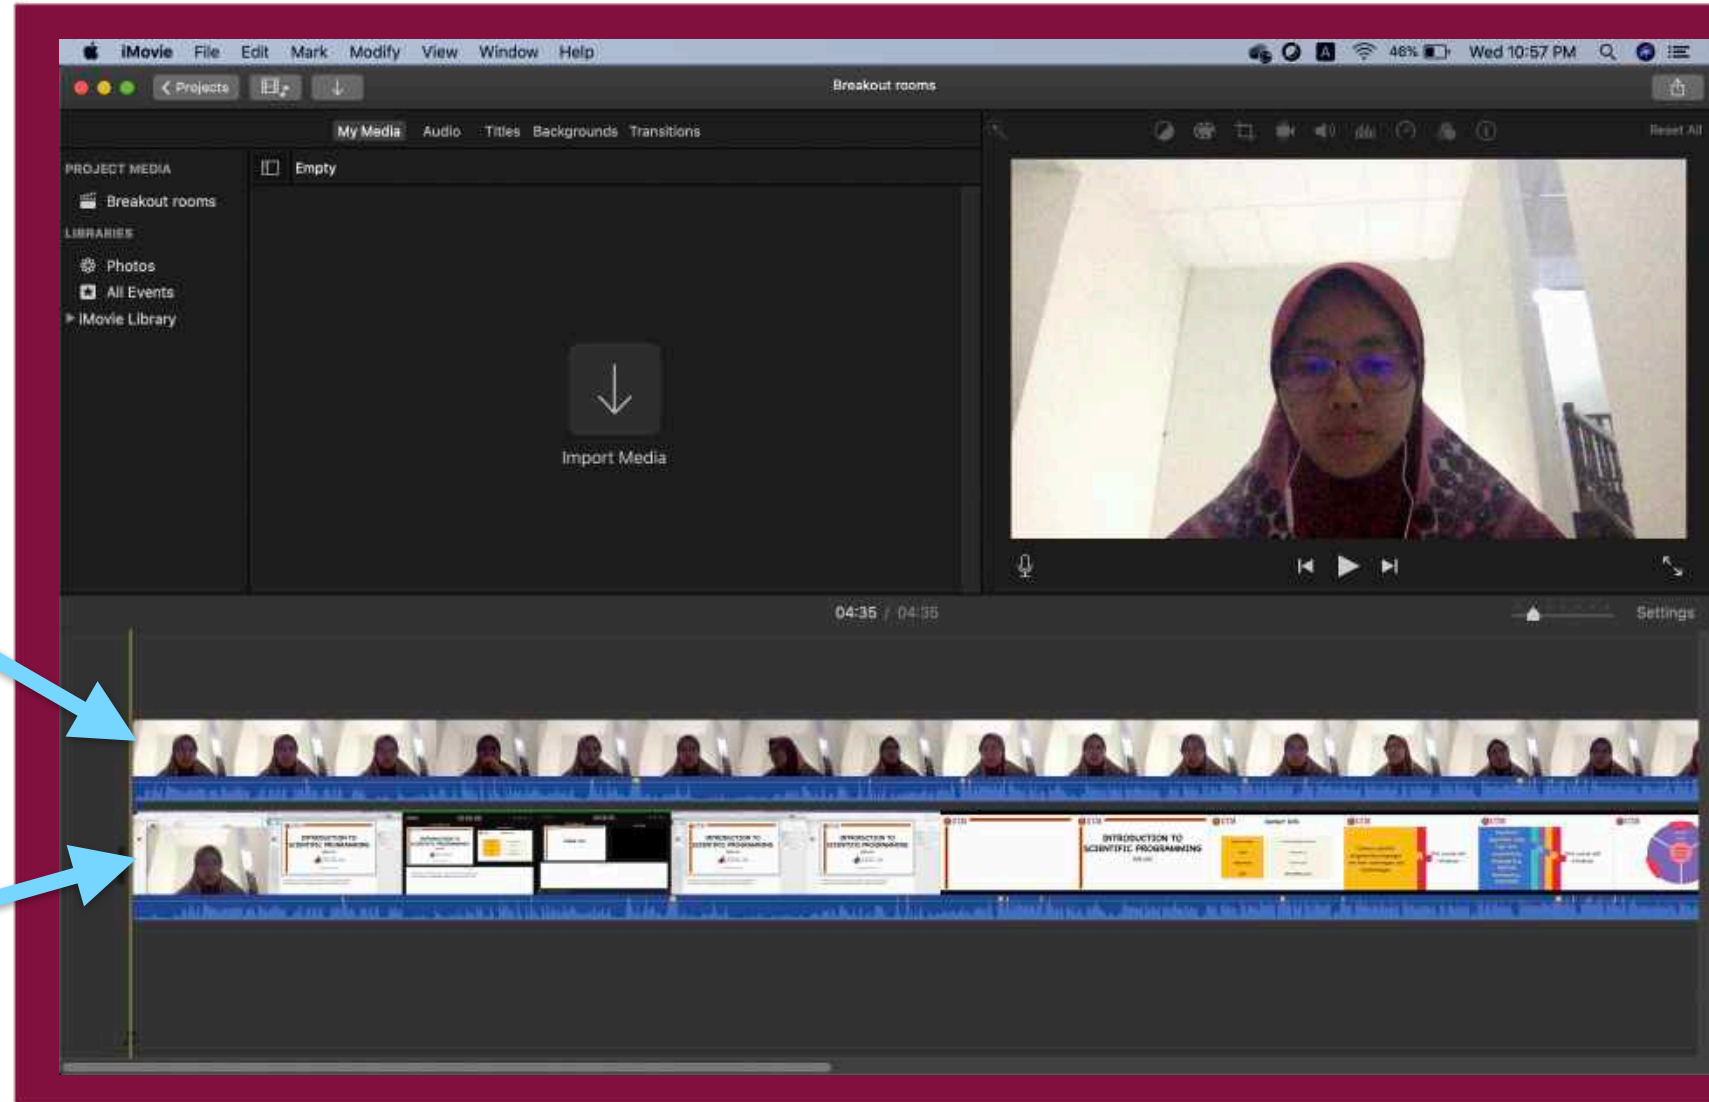 iMovie File Edit Mark Modify View Window Help A 46% Wed 10:57 PM
Projects Breakout rooms
My Media Audio Titles Backgrounds Transitions Reset All
PROJECT MEDIA Empty
Breakout rooms
LIBRARIES
Photos
All Events
iMovie Library
Import Media
04:35 / 04:35 Settings
INTRODUCTION TO
SCIENTIFIC PROGRAMMING